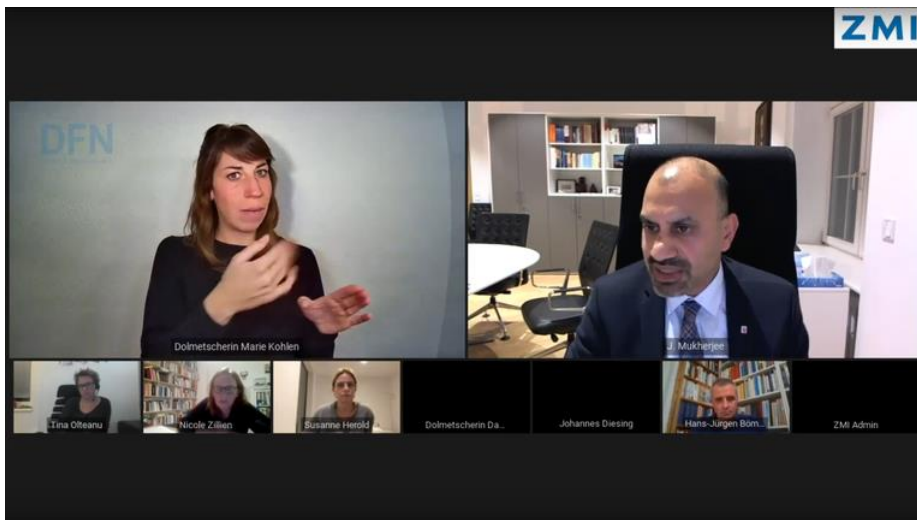 ZMI
DFN
Dolmetscherin Marie Kohlen
J. Mukherjee
Tina Olteanu
Nicole Zillien
Susanne Herold
Dolmetscherin Da...
Johannes Diesing
Hans-Jürgen Böm...
ZMI Admin